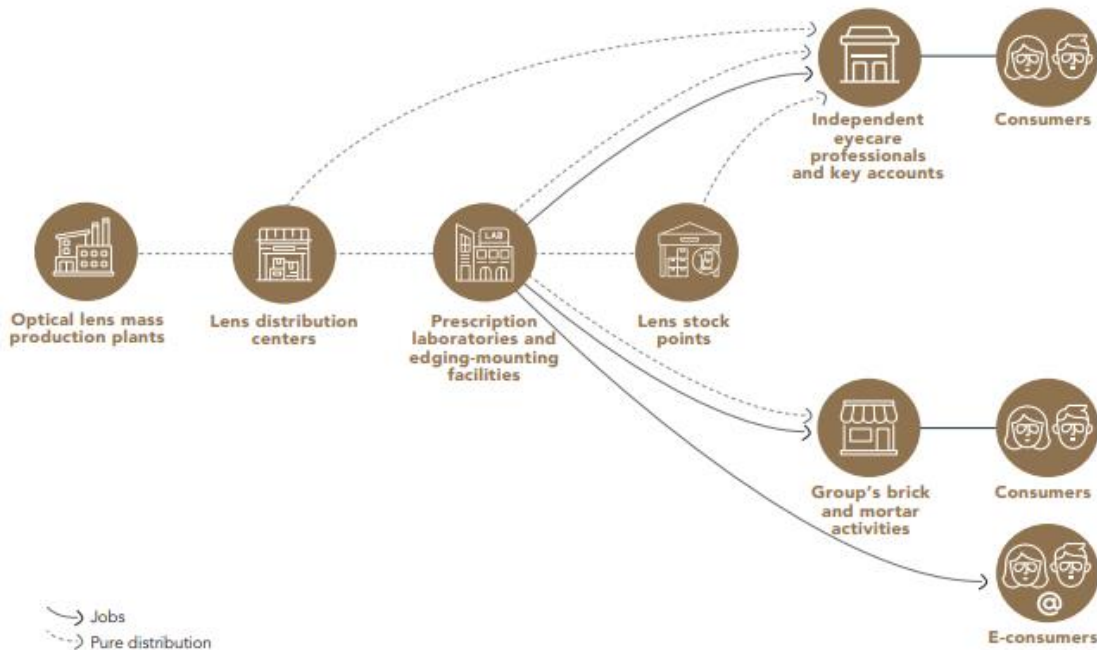 Independent
eyecare
professionals
and key accounts
Consumers
LAB
Optical lens mass
production plants
Lens distribution
centers
Prescription
laboratories and
edging-mounting
facilities
Lens stock
points
Group's brick
and mortar
activities
Consumers
@
E-consumers
Jobs
Pure distribution